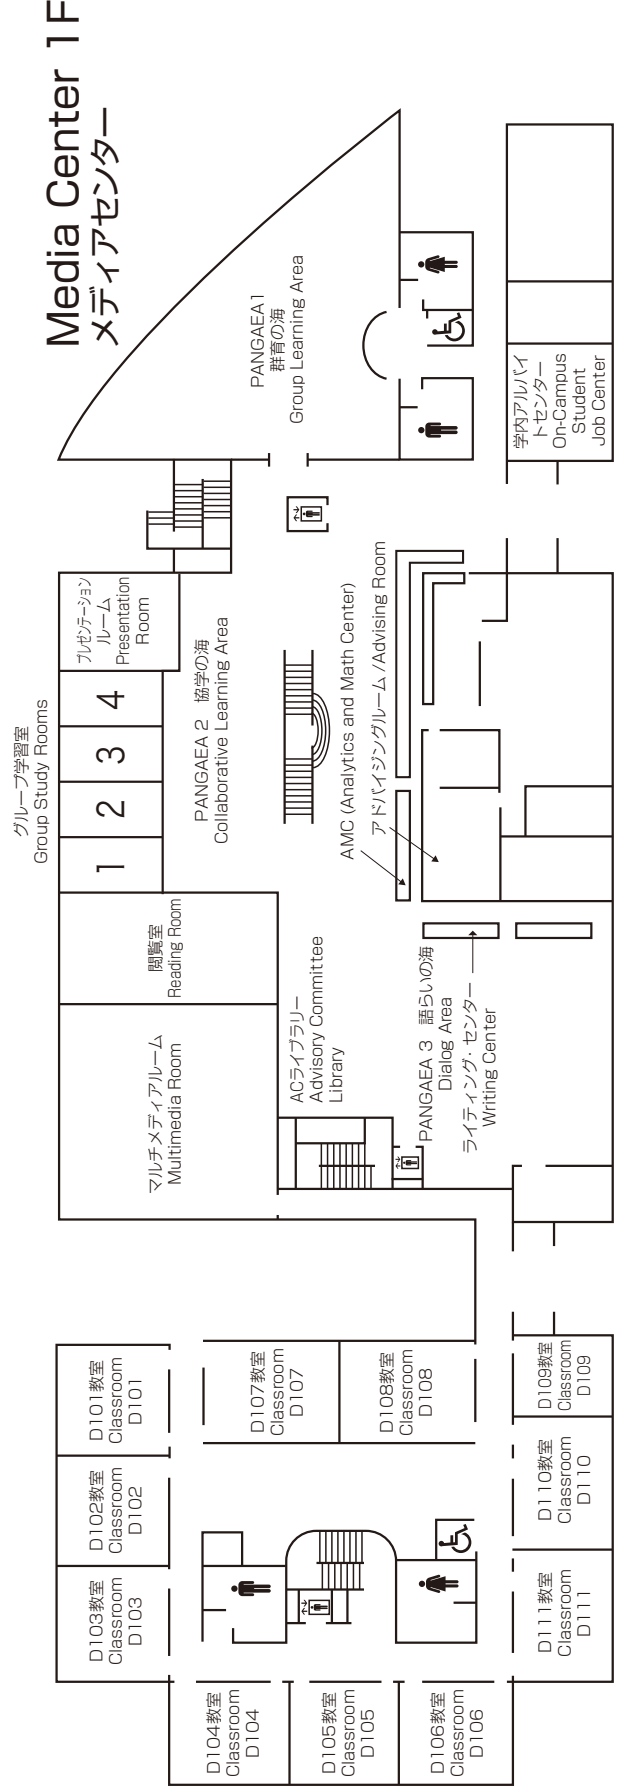 Media Center 1F
メディアセンター
PANGAEA1
群育の海
Group Learning Area
学内アルバイ
トセンター
On-Campus
Student
Job Center
プレゼンテーション
ルーム
Presentation
Room
グループ学習室
Group Study Rooms
4
3
2
1
PANGAEA 2 協学の海
Collaborative Learning Area
AMC (Analytics and Math Center)
アドバイジングルーム/Advising Room
閲覧室
Reading Room
マルチメディアルーム
Multimedia Room
ACライブラリー
Advisory Committee
Library
PANGAEA 3 語らいの海
Dialog Area
ライティング・センター
Writing Center
D101教室
Classroom
D101
D102教室
Classroom
D102
D103教室
Classroom
D103
D104教室
Classroom
D104
D105教室
Classroom
D105
D106教室
Classroom
D106
D107教室
Classroom
D107
D108教室
Classroom
D108
D109教室
Classroom
D109
D110教室
Classroom
D110
D111教室
Classroom
D111